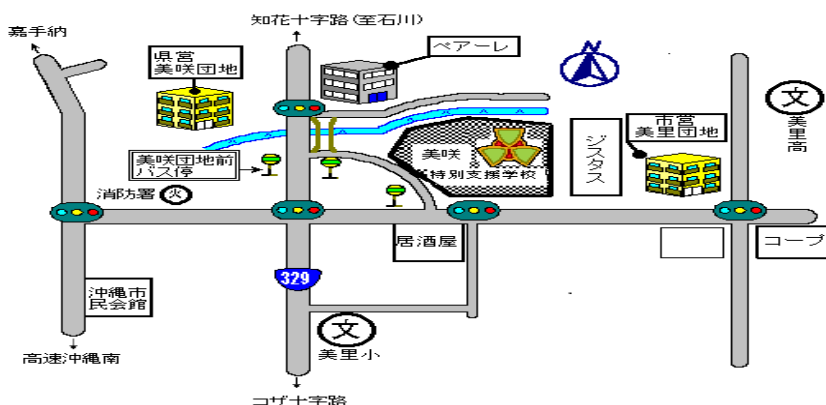 嘉手納
知花十字路(至石川)
県営
美咲団地
ペアーレ
N
文
美里高
市営
美里団地
ジスタス
美咲
特別支援学校
美咲団地前
バス停
消防署
火
居酒屋
コープ
329
沖縄市
民会館
文
美里小
高速沖縄南
コザ十字路